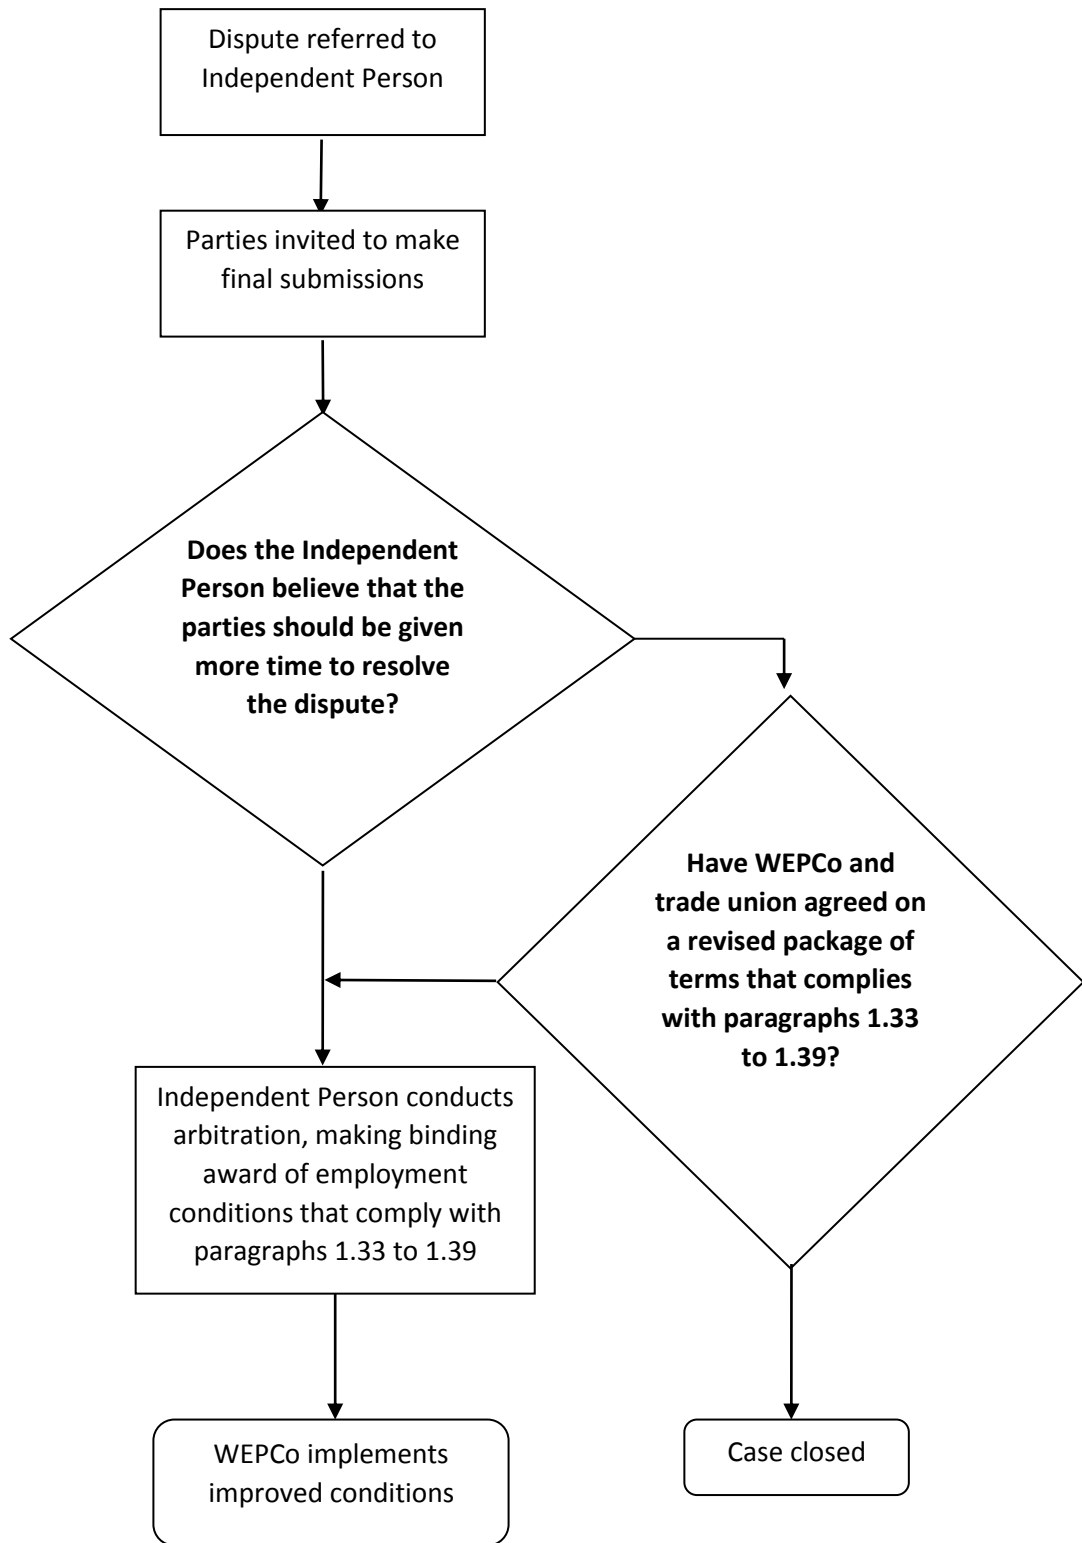 Dispute referred to
Independent Person
Parties invited to make
final submissions
Does the Independent
Person believe that the
parties should be given
more time to resolve
the dispute?
Have WEPCo and
trade union agreed on
a revised package of
terms that complies
with paragraphs 1.33
to 1.39?
Independent Person conducts
arbitration, making binding
award of employment
conditions that comply with
paragraphs 1.33 to 1.39
WEPCo implements
improved conditions
Case closed